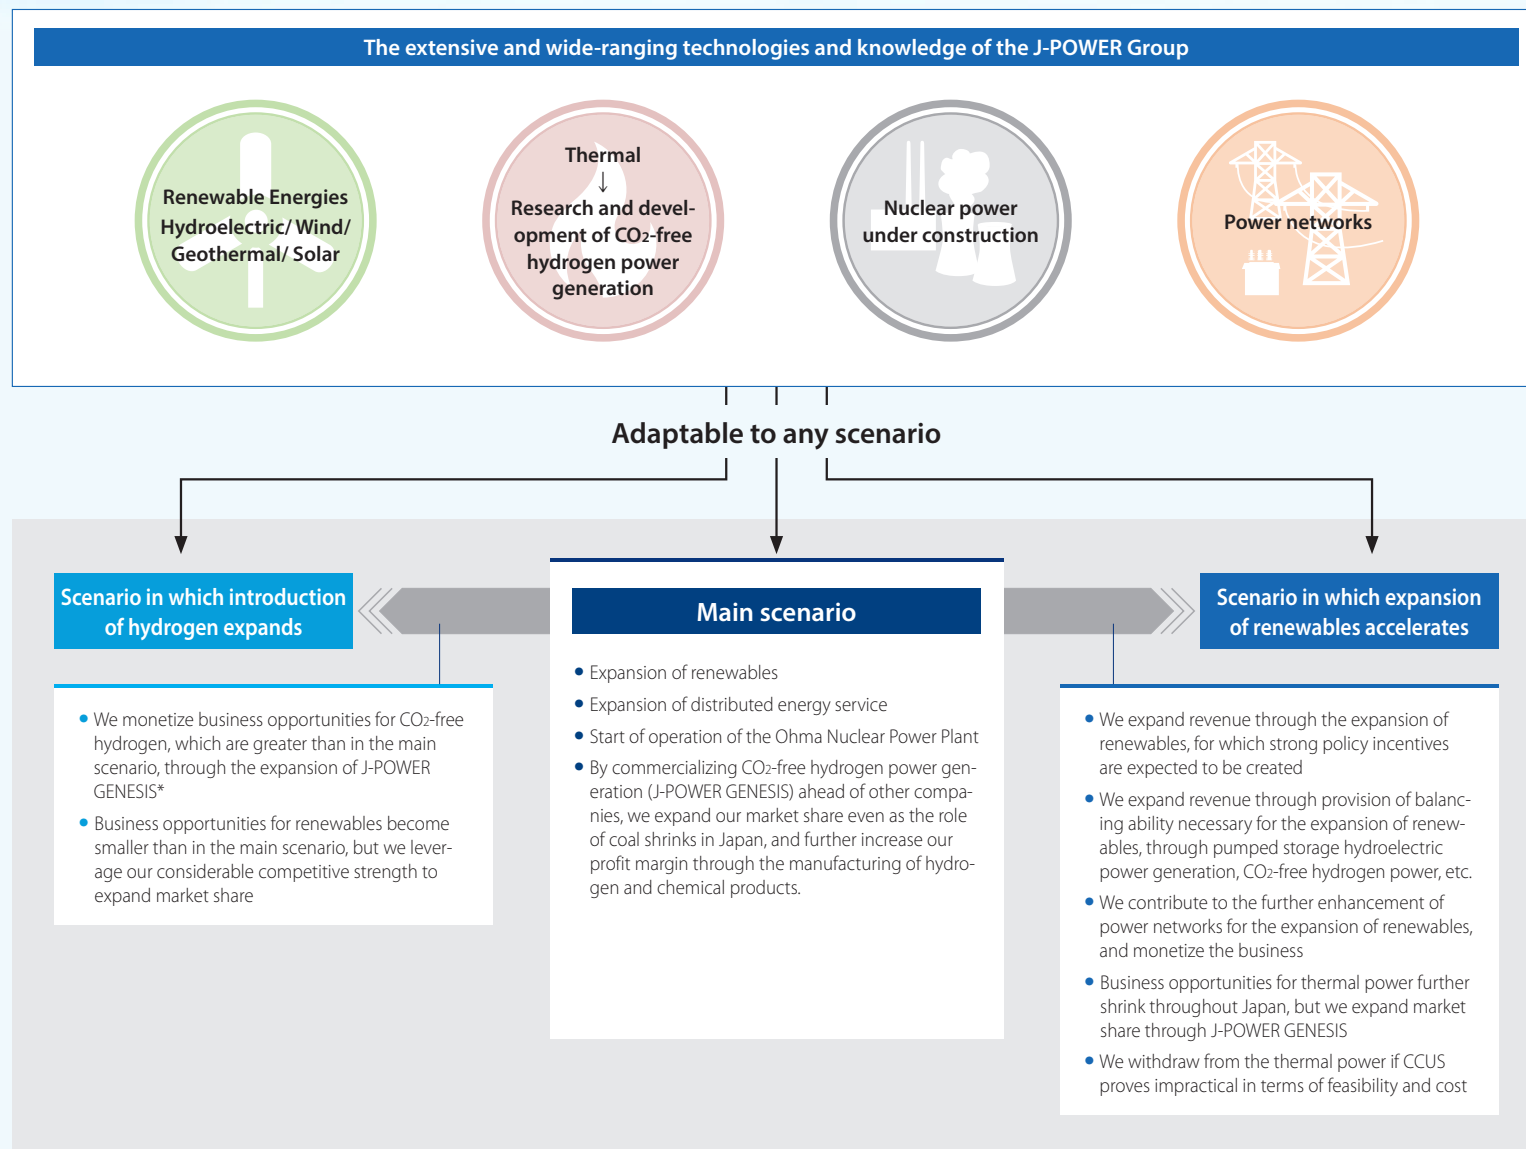 The extensive and wide-ranging technologies and knowledge of the J-POWER Group
Renewable Energies
Hydroelectric/ Wind/
Geothermal/ Solar
Thermal
↓
Research and devel-
opment of CO2-free
hydrogen power
generation
Nuclear power
under construction
Power networks
Adaptable to any scenario
Scenario in which introduction
of hydrogen expands
• We monetize business opportunities for CO2-free
hydrogen, which are greater than in the main
scenario, through the expansion of J-POWER
GENESIS*
• Business opportunities for renewables become
smaller than in the main scenario, but we lever-
age our considerable competitive strength to
expand market share
Main scenario
• Expansion of renewables
• Expansion of distributed energy service
• Start of operation of the Ohma Nuclear Power Plant
• By commercializing CO2-free hydrogen power gen-
eration (J-POWER GENESIS) ahead of other compa-
nies, we expand our market share even as the role
of coal shrinks in Japan, and further increase our
profit margin through the manufacturing of hydro-
gen and chemical products.
Scenario in which expansion
of renewables accelerates
• We expand revenue through the expansion of
renewables, for which strong policy incentives
are expected to be created
• We expand revenue through provision of balanc-
ing ability necessary for the expansion of renew-
ables, through pumped storage hydroelectric
power generation, CO2-free hydrogen power, etc.
• We contribute to the further enhancement of
power networks for the expansion of renewables,
and monetize the business
• Business opportunities for thermal power further
shrink throughout Japan, but we expand market
share through J-POWER GENESIS
• We withdraw from the thermal power if CCUS
proves impractical in terms of feasibility and cost